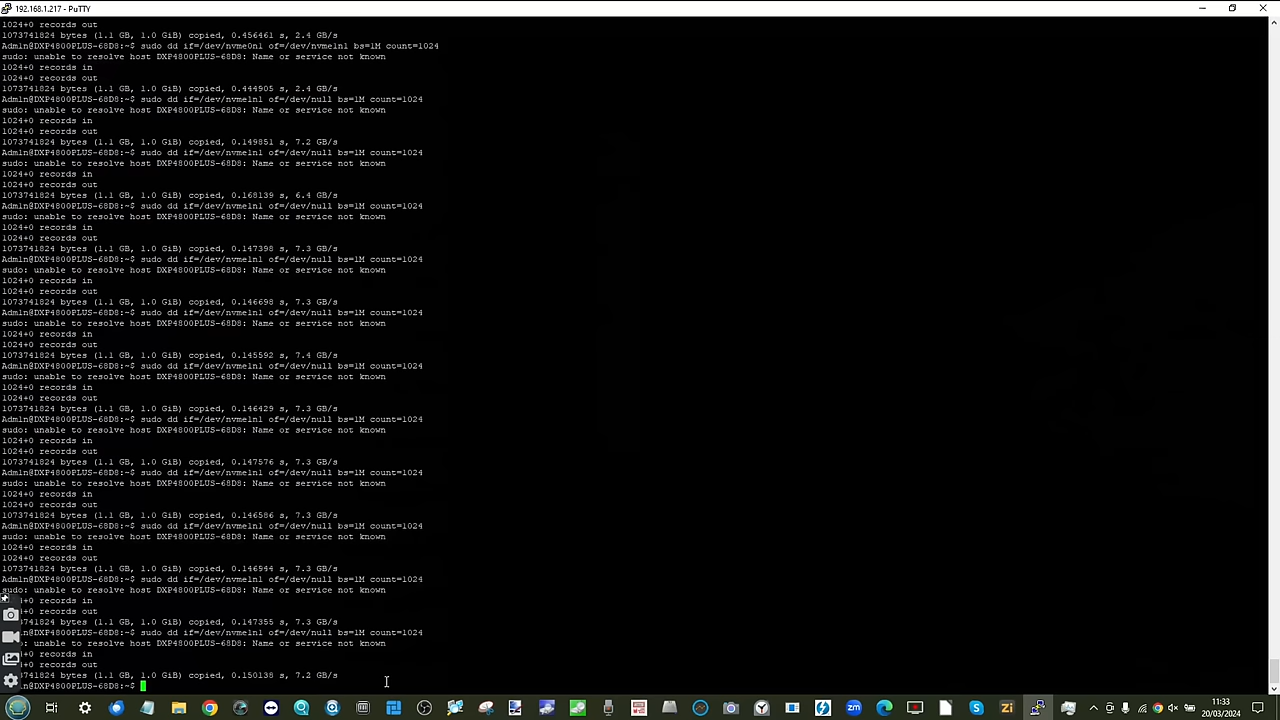 192.168.1.217 - PuTTY
1024+0 records out
1073741824 bytes (1.1 GB, 1.0 GiB) copied, 0.456461 s, 2.4 GB/s
Admin@DXP4800PLUS-68D8:~$ sudo dd if=/dev/nvme0n1 of=/dev/nvme1n1 bs=1M count=1024
sudo: unable to resolve host DXP4800PLUS-68D8: Name or service not known
1024+0 records in
1024+0 records out
1073741824 bytes (1.1 GB, 1.0 GiB) copied, 0.444905 s, 2.4 GB/s
Admin@DXP4800PLUS-68D8:~$ sudo dd if=/dev/nvme1n1 of=/dev/null bs=1M count=1024
sudo: unable to resolve host DXP4800PLUS-68D8: Name or service not known
1024+0 records in
1024+0 records out
1073741824 bytes (1.1 GB, 1.0 GiB) copied, 0.149851 s, 7.2 GB/s
Admin@DXP4800PLUS-68D8:~$ sudo dd if=/dev/nvme1n1 of=/dev/null bs=1M count=1024
sudo: unable to resolve host DXP4800PLUS-68D8: Name or service not known
1024+0 records in
1024+0 records out
1073741824 bytes (1.1 GB, 1.0 GiB) copied, 0.168139 s, 6.4 GB/s
Admin@DXP4800PLUS-68D8:~$ sudo dd if=/dev/nvme1n1 of=/dev/null bs=1M count=1024
sudo: unable to resolve host DXP4800PLUS-68D8: Name or service not known
1024+0 records in
1024+0 records out
1073741824 bytes (1.1 GB, 1.0 GiB) copied, 0.147398 s, 7.3 GB/s
Admin@DXP4800PLUS-68D8:~$ sudo dd if=/dev/nvme1n1 of=/dev/null bs=1M count=1024
sudo: unable to resolve host DXP4800PLUS-68D8: Name or service not known
1024+0 records in
1024+0 records out
1073741824 bytes (1.1 GB, 1.0 GiB) copied, 0.146698 s, 7.3 GB/s
Admin@DXP4800PLUS-68D8:~$ sudo dd if=/dev/nvme1n1 of=/dev/null bs=1M count=1024
sudo: unable to resolve host DXP4800PLUS-68D8: Name or service not known
1024+0 records in
1024+0 records out
1073741824 bytes (1.1 GB, 1.0 GiB) copied, 0.145592 s, 7.4 GB/s
Admin@DXP4800PLUS-68D8:~$ sudo dd if=/dev/nvme1n1 of=/dev/null bs=1M count=1024
sudo: unable to resolve host DXP4800PLUS-68D8: Name or service not known
1024+0 records in
1024+0 records out
1073741824 bytes (1.1 GB, 1.0 GiB) copied, 0.146429 s, 7.3 GB/s
Admin@DXP4800PLUS-68D8:~$ sudo dd if=/dev/nvme1n1 of=/dev/null bs=1M count=1024
sudo: unable to resolve host DXP4800PLUS-68D8: Name or service not known
1024+0 records in
1024+0 records out
1073741824 bytes (1.1 GB, 1.0 GiB) copied, 0.147576 s, 7.3 GB/s
Admin@DXP4800PLUS-68D8:~$ sudo dd if=/dev/nvme1n1 of=/dev/null bs=1M count=1024
sudo: unable to resolve host DXP4800PLUS-68D8: Name or service not known
1024+0 records in
1024+0 records out
1073741824 bytes (1.1 GB, 1.0 GiB) copied, 0.146586 s, 7.3 GB/s
Admin@DXP4800PLUS-68D8:~$ sudo dd if=/dev/nvme1n1 of=/dev/null bs=1M count=1024
sudo: unable to resolve host DXP4800PLUS-68D8: Name or service not known
1024+0 records in
1024+0 records out
1073741824 bytes (1.1 GB, 1.0 GiB) copied, 0.146944 s, 7.3 GB/s
Admin@DXP4800PLUS-68D8:~$ sudo dd if=/dev/nvme1n1 of=/dev/null bs=1M count=1024
sudo: unable to resolve host DXP4800PLUS-68D8: Name or service not known
4+0 records in
1024+0 records out
3741824 bytes (1.1 GB, 1.0 GiB) copied, 0.147355 s, 7.3 GB/s
n@DXP4800PLUS-68D8:~$ sudo dd if=/dev/nvme1n1 of=/dev/null bs=1M count=1024
: unable to resolve host DXP4800PLUS-68D8: Name or service not known
4+0 records in
4+0 records out
3741824 bytes (1.1 GB, 1.0 GiB) copied, 0.150138 s, 7.2 GB/s
n@DXP4800PLUS-68D8:~$
zm
Zi
11:33
20/03/2024